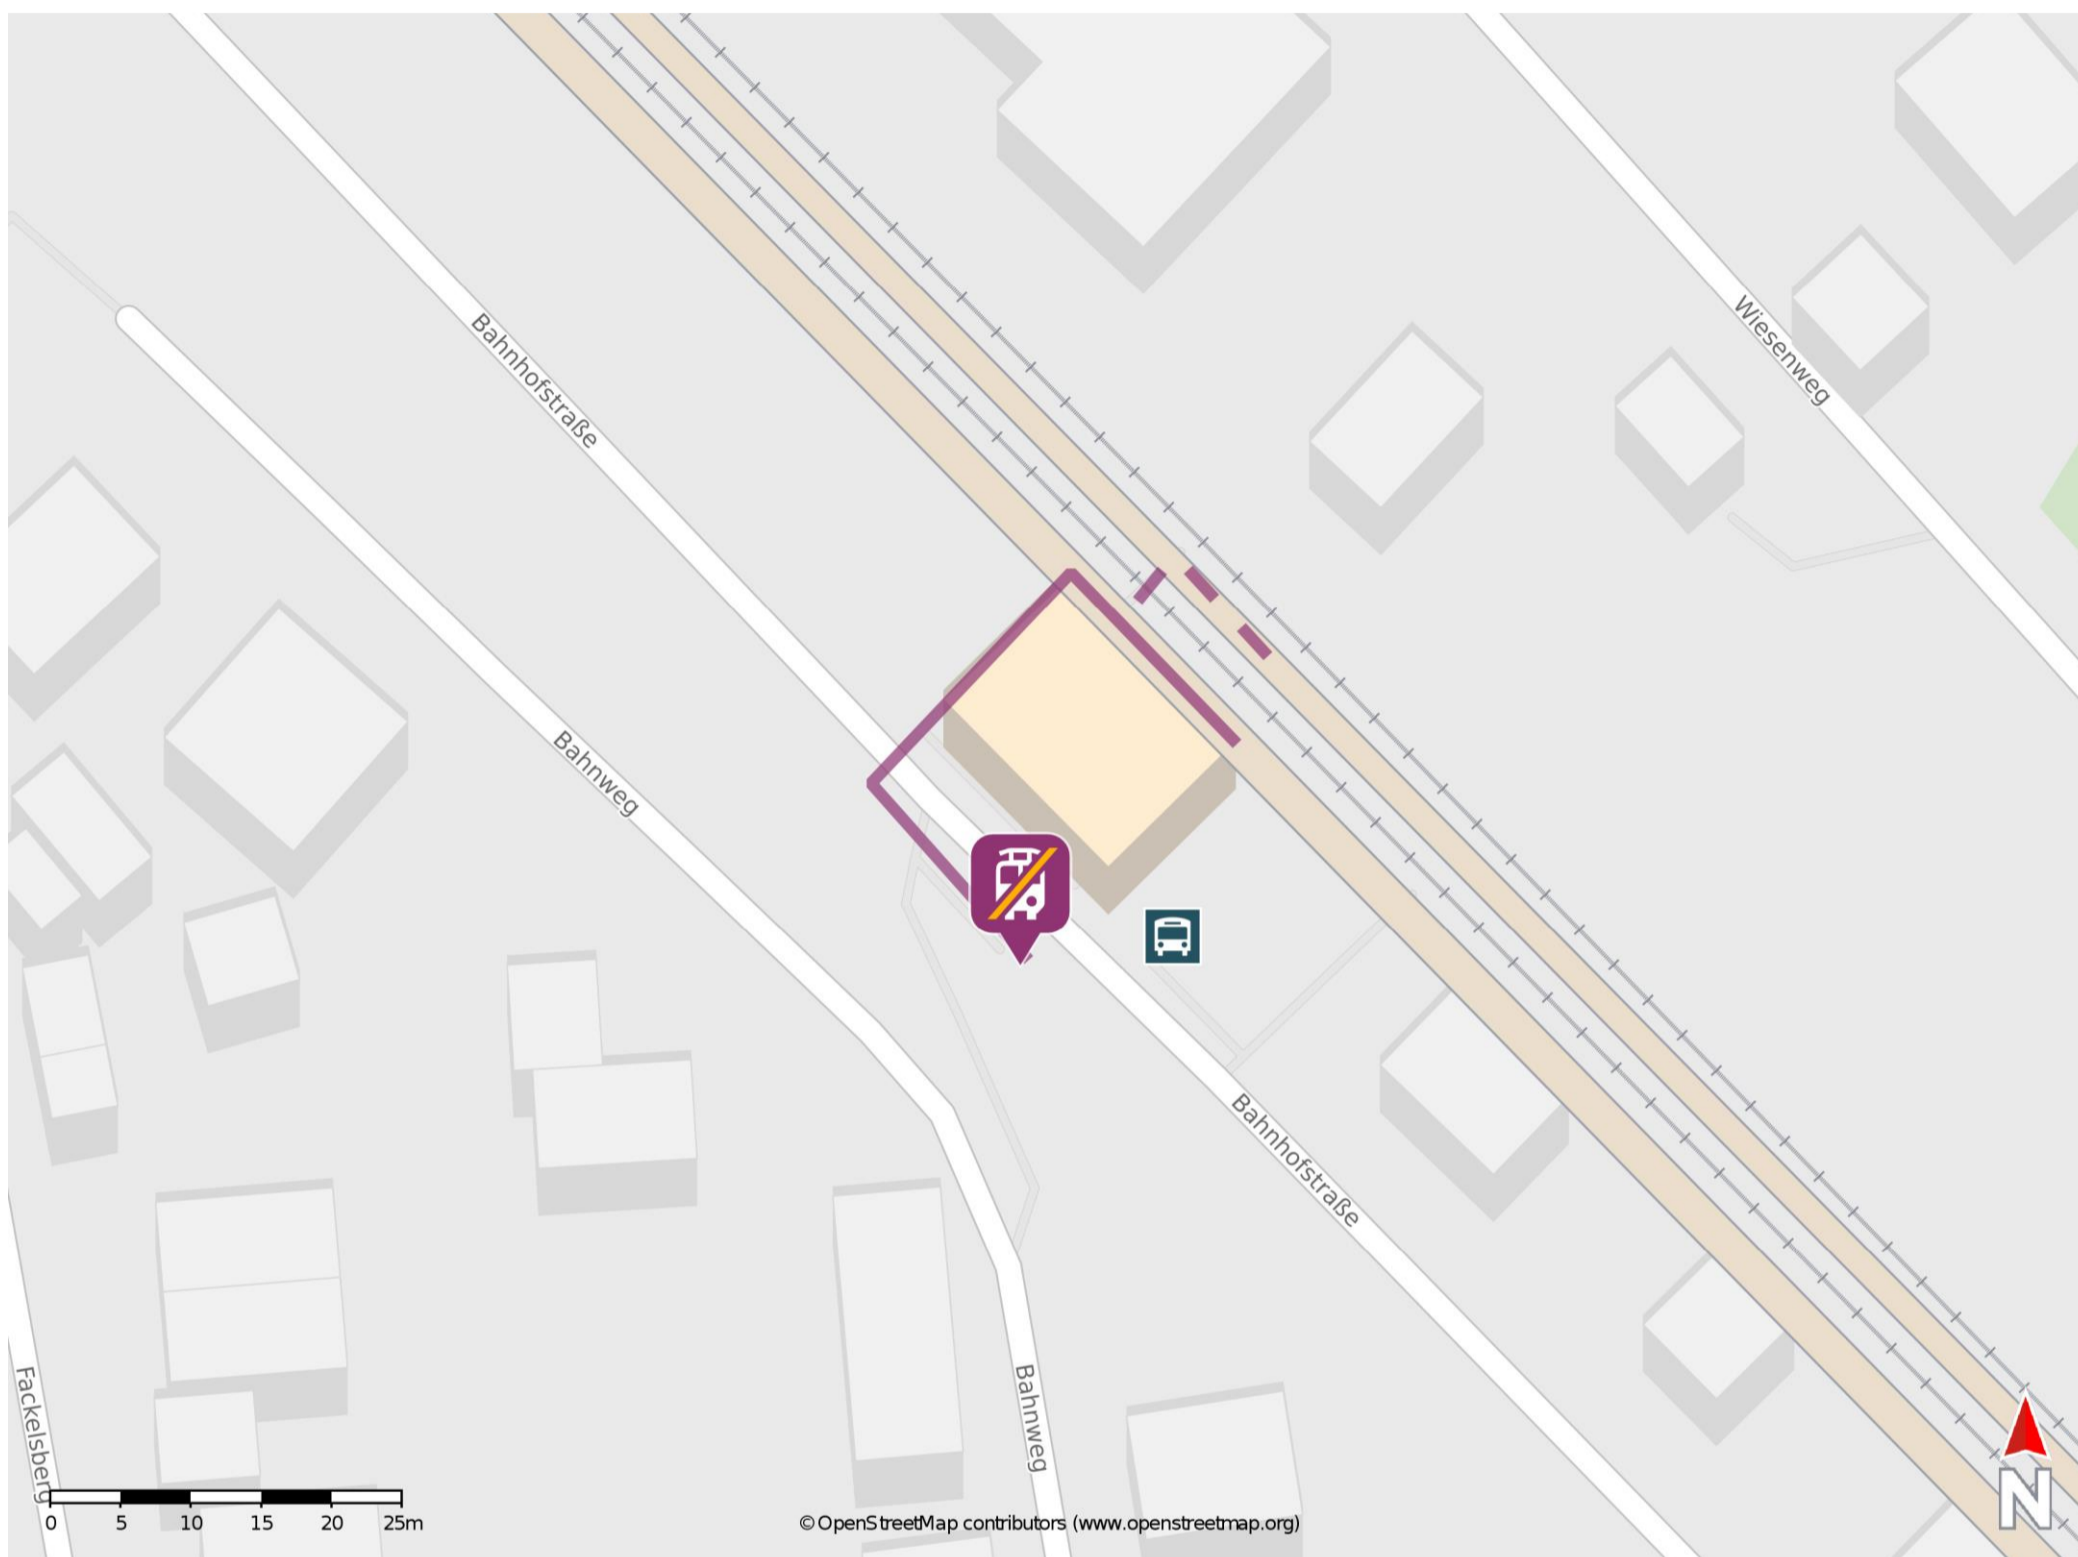 Wiesenweg
Bahnhofstraße
Bahnweg
Bahnhofstraße
Bahnweg
Fackelsberg
0 5 10 15 20 25m
© OpenStreetMap contributors (www.openstreetmap.org)
N